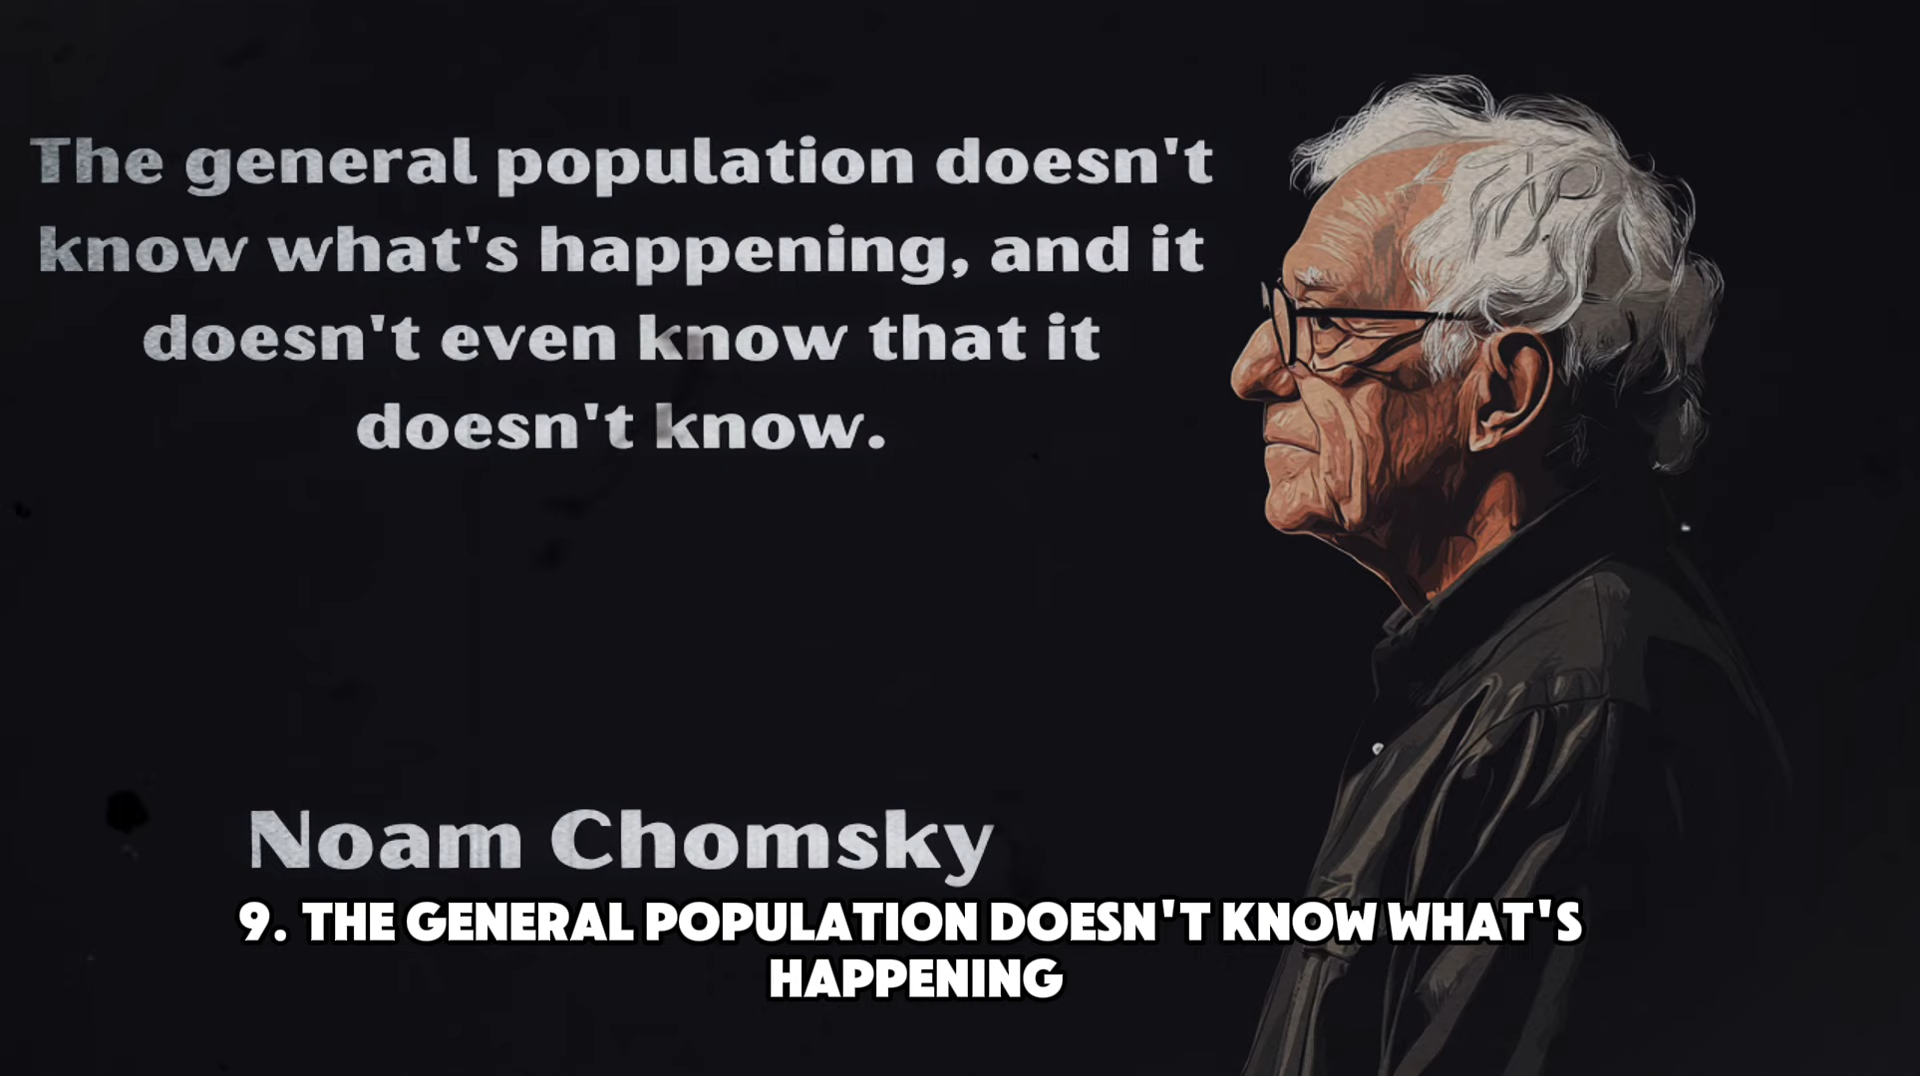 The general population doesn't
know what's happening, and it
doesn't even know that it
doesn't know.
Noam Chomsky
9. THE GENERAL POPULATION DOESN'T KNOW WHAT'S
HAPPENING